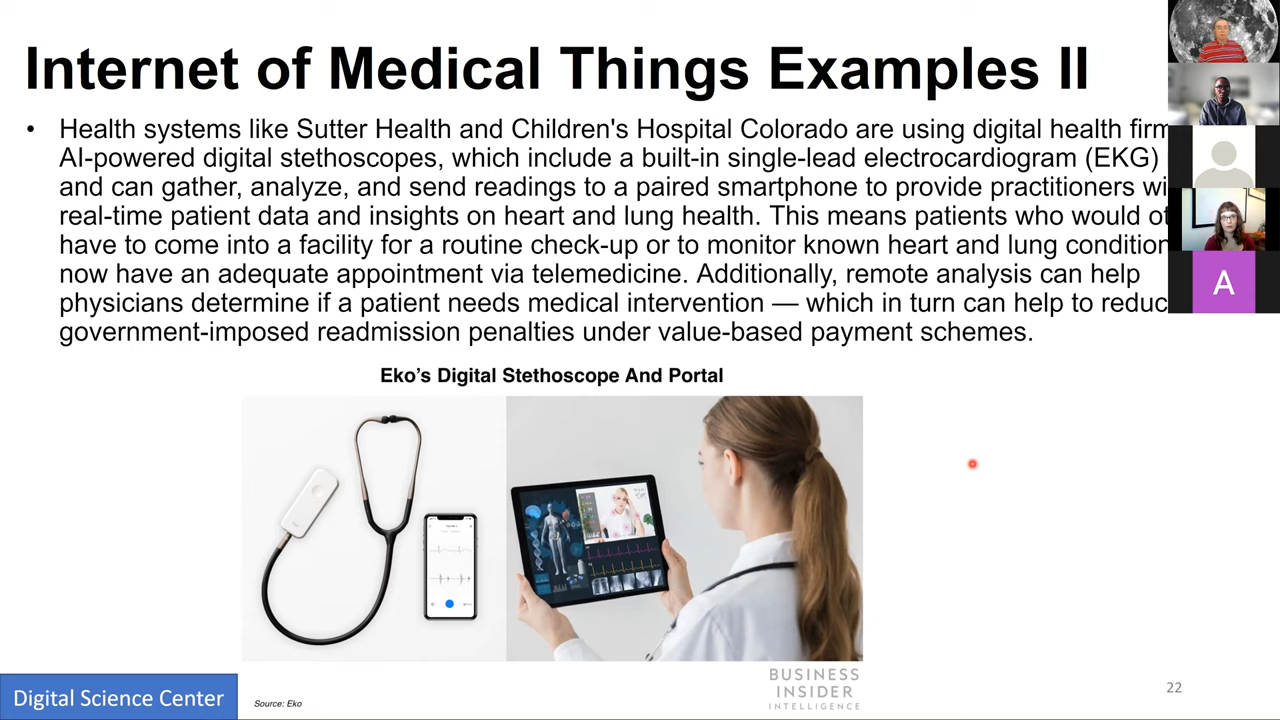 Internet of Medical Things Examples II
• Health systems like Sutter Health and Children's Hospital Colorado are using digital health firm
AI-powered digital stethoscopes, which include a built-in single-lead electrocardiogram (EKG)
and can gather, analyze, and send readings to a paired smartphone to provide practitioners wi
real-time patient data and insights on heart and lung health. This means patients who would ot
have to come into a facility for a routine check-up or to monitor known heart and lung condition
now have an adequate appointment via telemedicine. Additionally, remote analysis can help
physicians determine if a patient needs medical intervention — which in turn can help to reduc
government-imposed readmission penalties under value-based payment schemes.
A
Eko’s Digital Stethoscope And Portal
BUSINESS
INSIDER
INTELLIGENCE
Digital Science Center
Source: Eko
22